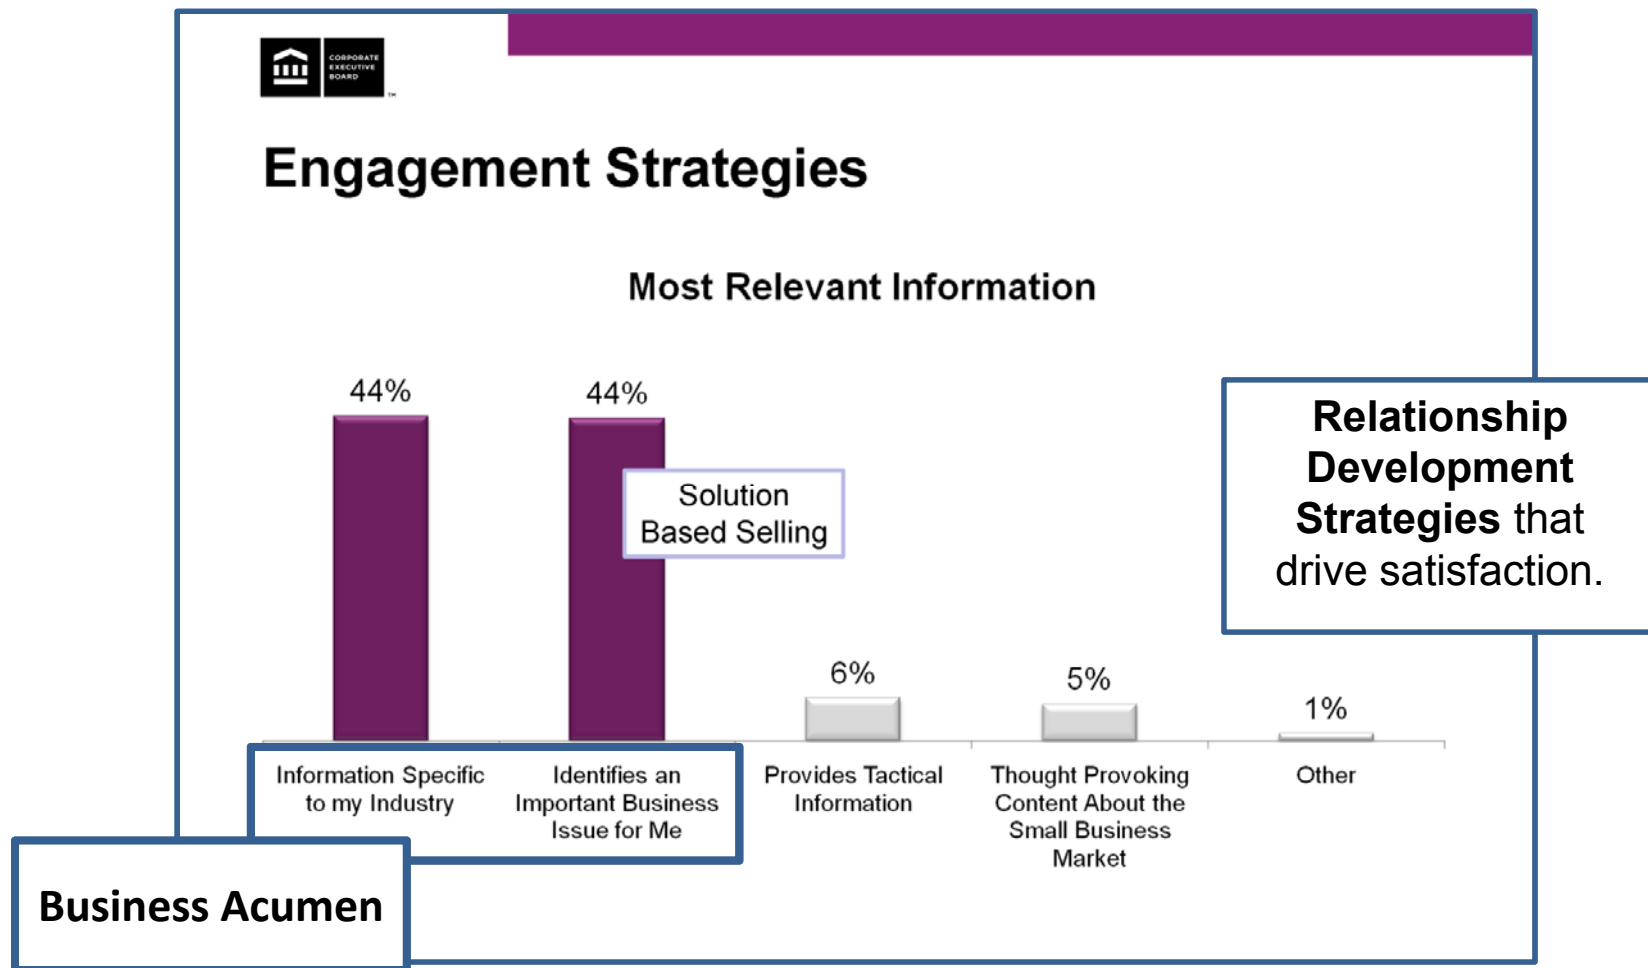 CORPORATE
EXECUTIVE
BOARD
TM
Engagement Strategies
Most Relevant Information
44%
44%
6%
5%
1%
Solution
Based Selling
Relationship
Development
Strategies that
drive satisfaction.
Information Specific
to my Industry
Identifies an
Important Business
Issue for Me
Provides Tactical
Information
Thought Provoking
Content About the
Small Business
Market
Other
Business Acumen